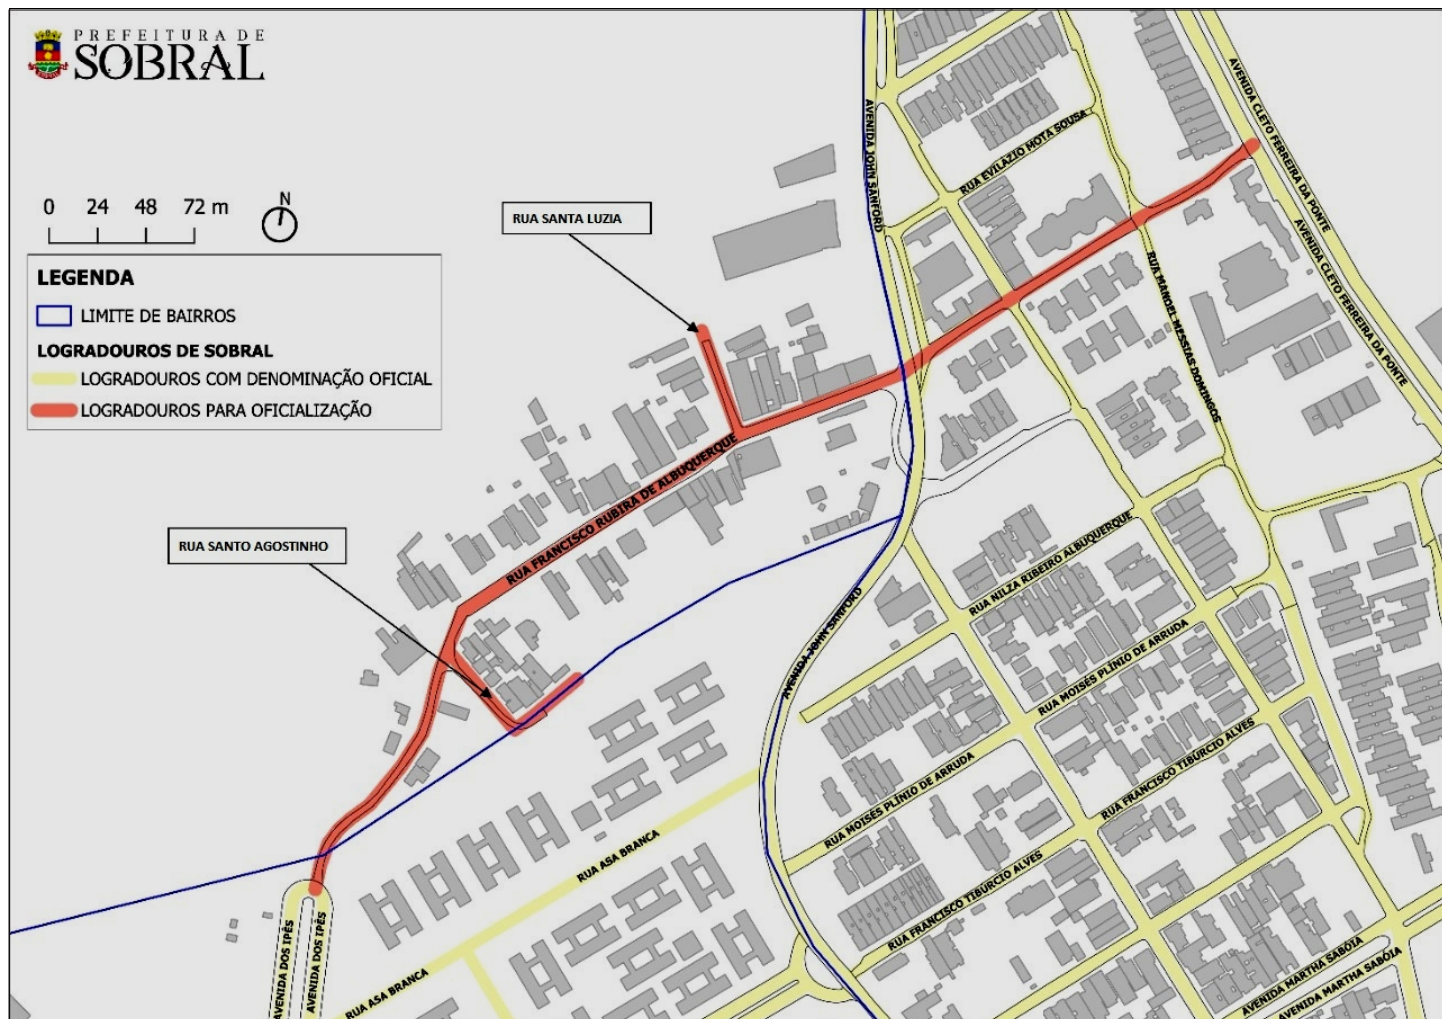 PREFEITURA DE
SOBRAL
0 24 48 72 m
N
LEGENDA
LIMITE DE BAIRROS
LOGRADOUROS DE SOBRAL
LOGRADOUROS COM DENOMINAÇÃO OFICIAL
LOGRADOUROS PARA OFICIALIZAÇÃO
RUA SANTA LUZIA
RUA SANTO AGOSTINHO
AVENIDA JOHN SANFORD
RUA EVILAZIO MOTA SOUSA
AVENIDA CLETO FERREIRA DA PONTE
AVENIDA CLETO FERREIRA DA PONTE
RUA MANOEL MESSIAS DOMINGOS
RUA FRANCISCO RUBIRA DE ALBUQUERQUE
RUA NILZA RIBEIRO ALBUQUERQUE
AVENIDA JOHN SANFORD
RUA MOISÉS PLÍNIO DE ARRUDA
RUA MOISÉS PLÍNIO DE ARRUDA
RUA FRANCISCO TIBÚRCIO ALVES
RUA FRANCISCO TIBÚRCIO ALVES
RUA ASA BRANCA
RUA ASA BRANCA
AVENIDA DOS IPÊS
AVENIDA DOS IPÊS
AVENIDA MARTHA SABÓIA
AVENIDA MARTHA SABÓIA